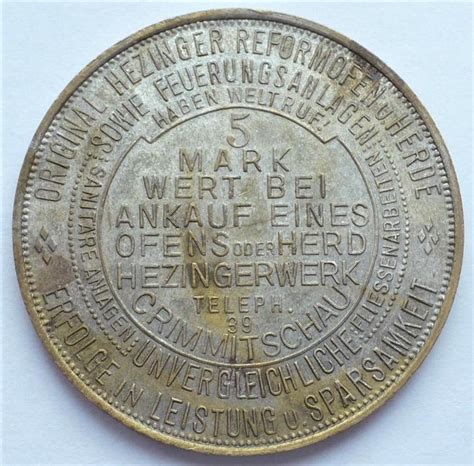 ORIGINAL HEZINGER REFORMOFEN U. HERDE
SOWIE FEUERUNGSANLAGEN
HABEN WELTRUF!
5
MARK
WERT BEI
ANKAUF EINES
OFENS ODER HERD
HEZINGERWERK
TELEPH.
39
CRIMMITSCHAU
SANITÄRE ANLAGEN: UNVERGLEICHLICHE: FLIESSENARBEITEN
ERFOLGE IN LEISTUNG U. SPARSAMKEIT